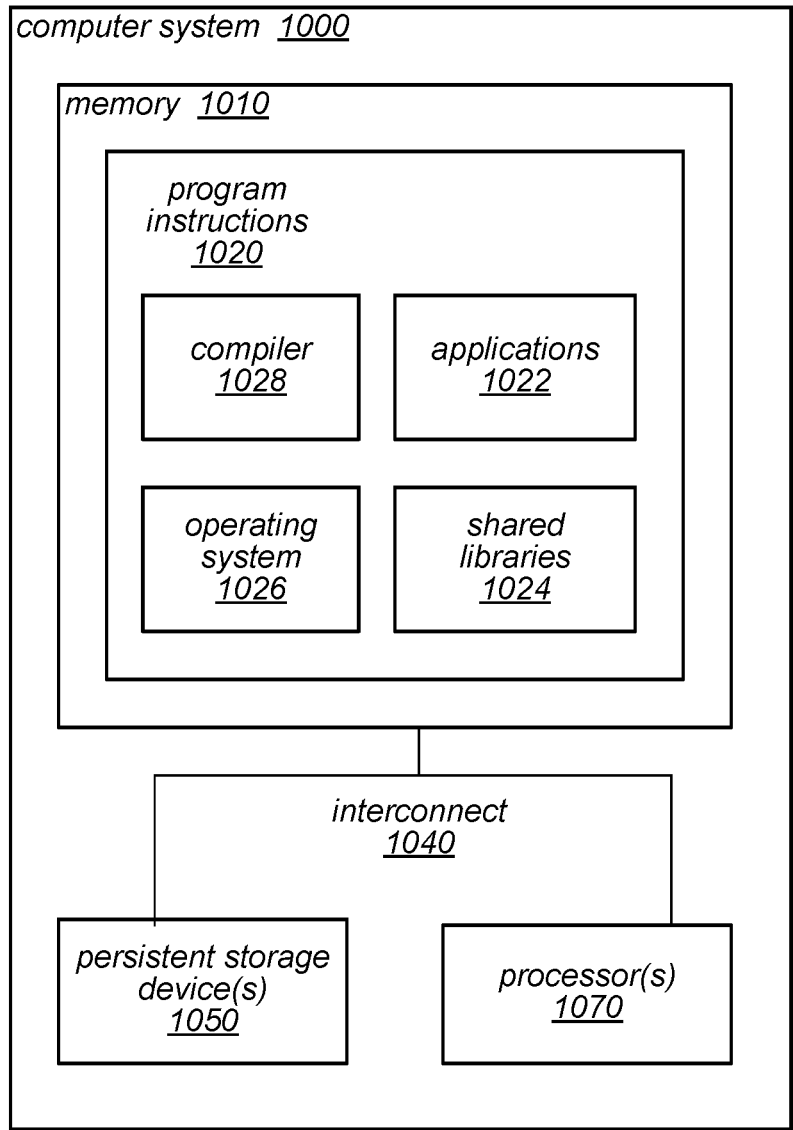 computer system 1000
memory 1010
program
instructions
1020
compiler
1028
applications
1022
operating
system
1026
shared
libraries
1024
interconnect
1040
persistent storage
device(s)
1050
processor(s)
1070